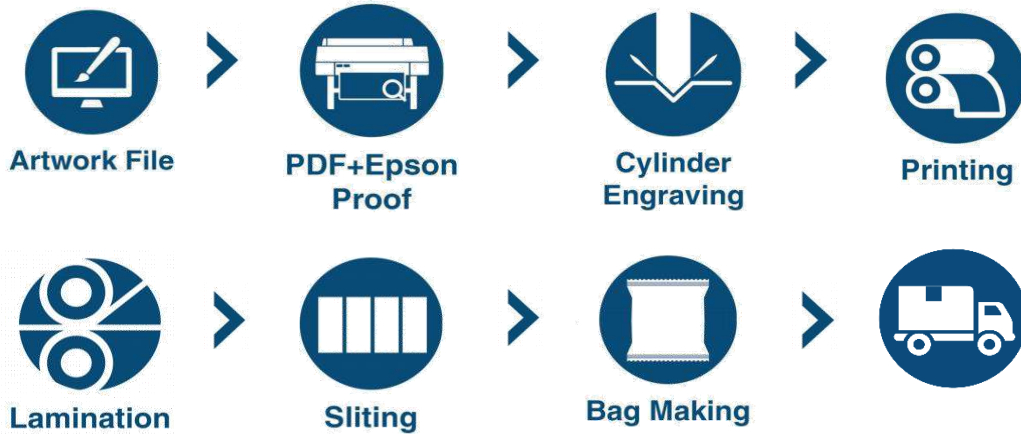 Artwork File
PDF+Epson
Proof
Cylinder
Engraving
Printing
Lamination
Sliting
Bag Making